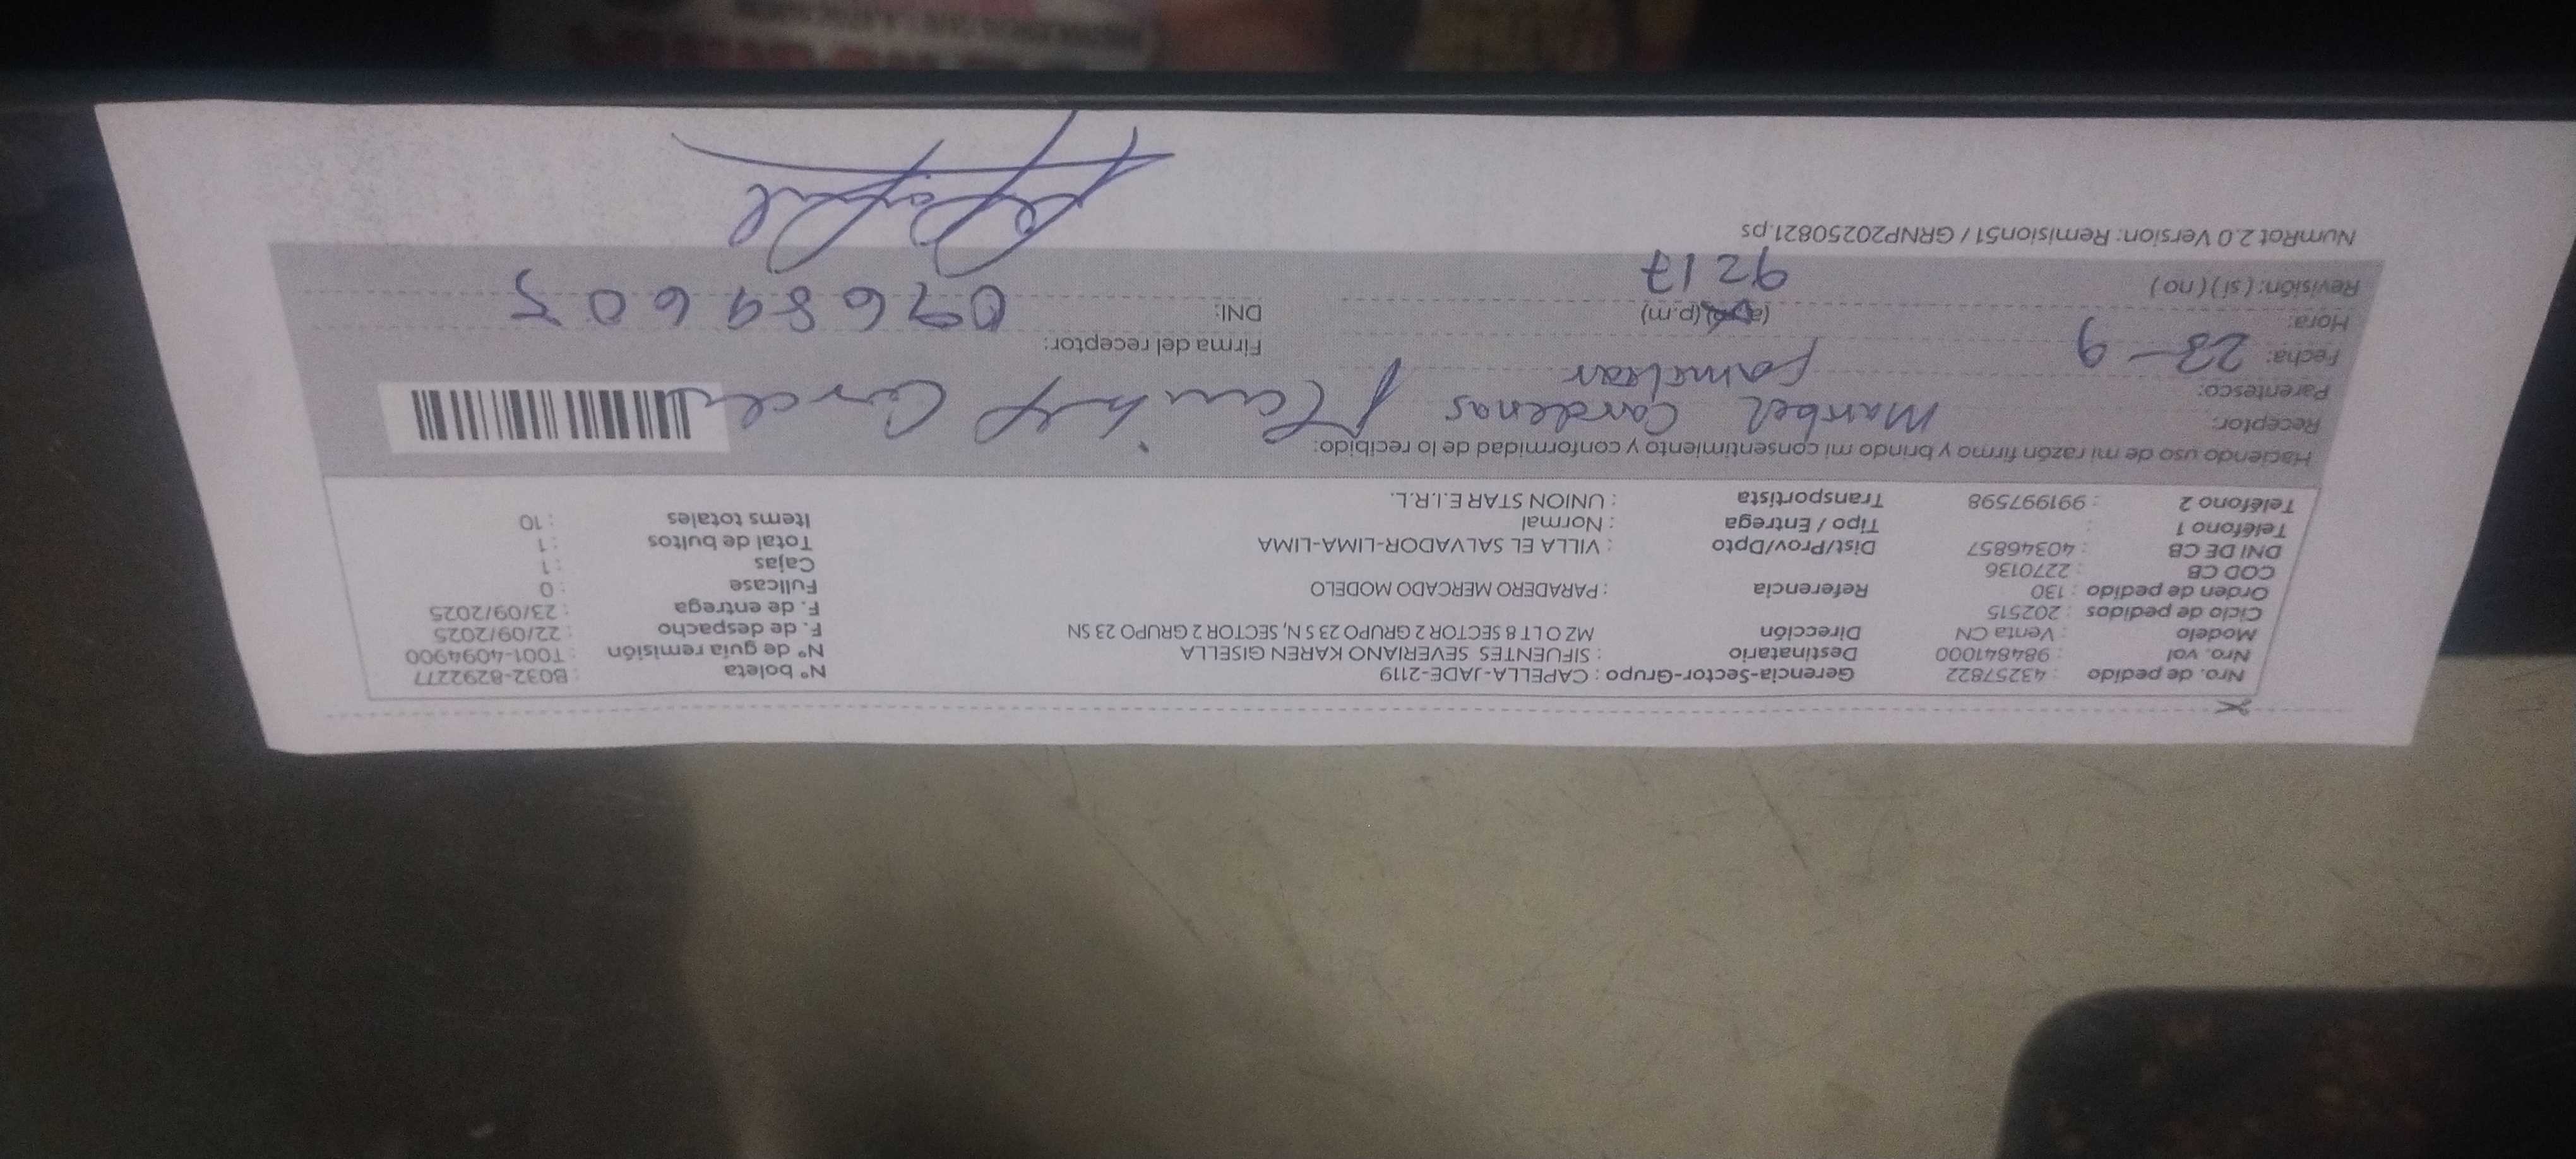 Nro. de pedido : 43257822 Gerencia-Sector-Grupo : CAPELLA-JADE-2119 N° boleta : B032-8292277
Nro. vol : 984841000 Destinatario : SIFUENTES SEVERIANO KAREN GISELLA N° de guía remisión : T001-4094900
Modelo : Venta CN Dirección MZ O LT 8 SECTOR 2 GRUPO 23 S N, SECTOR 2 GRUPO 23 SN F. de despacho : 22/09/2025
Ciclo de pedidos : 202515 F. de entrega : 23/09/2025
Orden de pedido : 130 Referencia : PARADERO MERCADO MODELO Fullcase : 0
COD CB : 2270136 Cajas : 1
DNI DE CB : 40346857 Dist/Prov/Dpto : VILLA EL SALVADOR-LIMA-LIMA Total de bultos : 1
Teléfono 1 : Tipo / Entrega : Normal Items totales : 10
Teléfono 2 : 991997598 Transportista : UNION STAR E.I.R.L.
Haciendo uso de mi razón firmo y brindo mi consentimiento y conformidad de lo recibido:
Receptor: Maribel Cardenas
Parentesco: familiar
Fecha: 23-9 Firma del receptor:
Hora: (p.m) DNI: 07689605
Revisión: (si) (no) 9217
NumRot 2.0 Version: Remision51 / GRNP20250821.ps